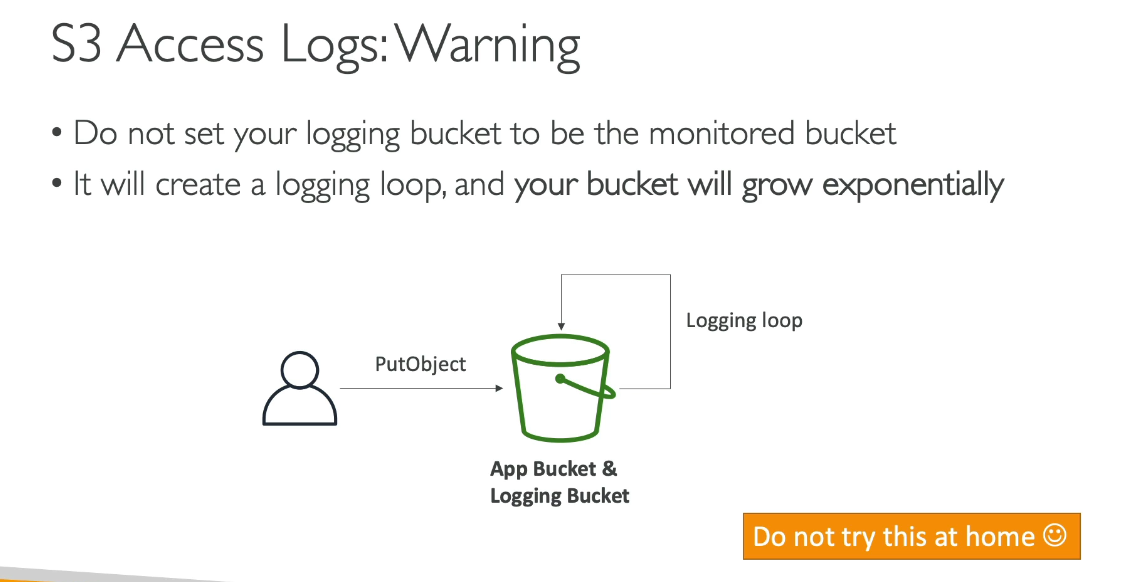 S3 Access Logs: Warning
• Do not set your logging bucket to be the monitored bucket
• It will create a logging loop, and your bucket will grow exponentially
Logging loop
PutObject
App Bucket &
Logging Bucket
Do not try this at home ☺